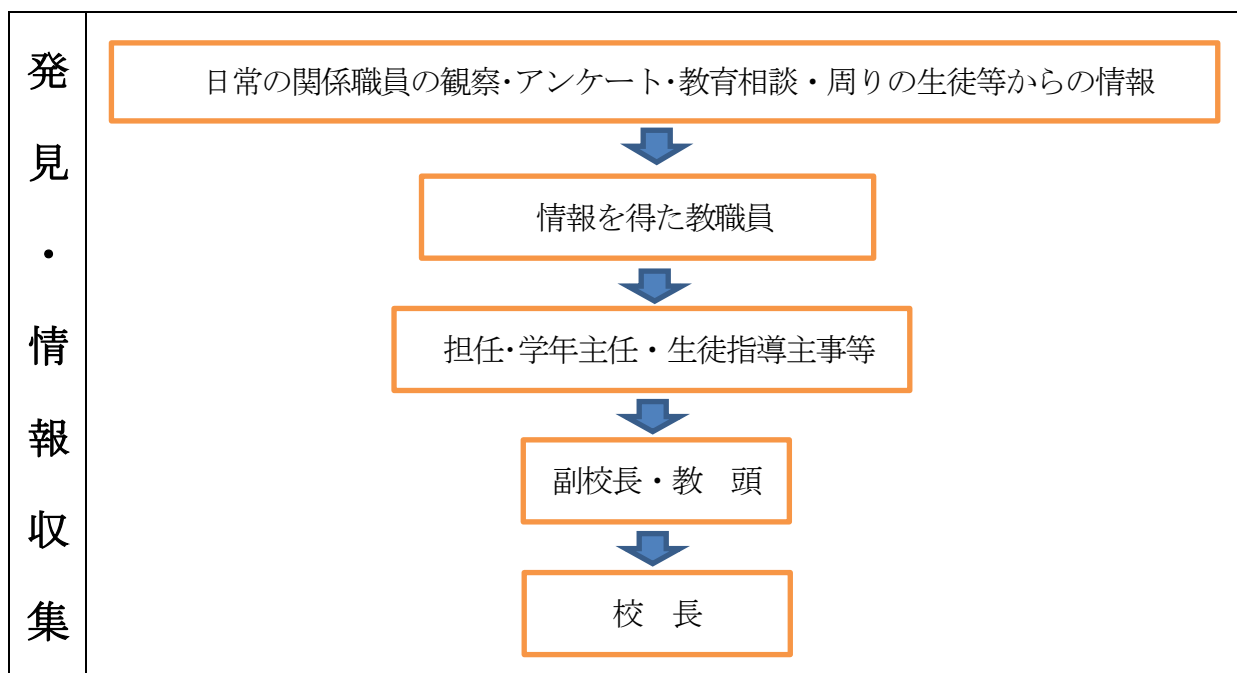 発見・情報収集
日常の関係職員の観察･アンケート･教育相談・周りの生徒等からの情報
情報を得た教職員
担任･学年主任・生徒指導主事等
副校長・教　頭
校　長